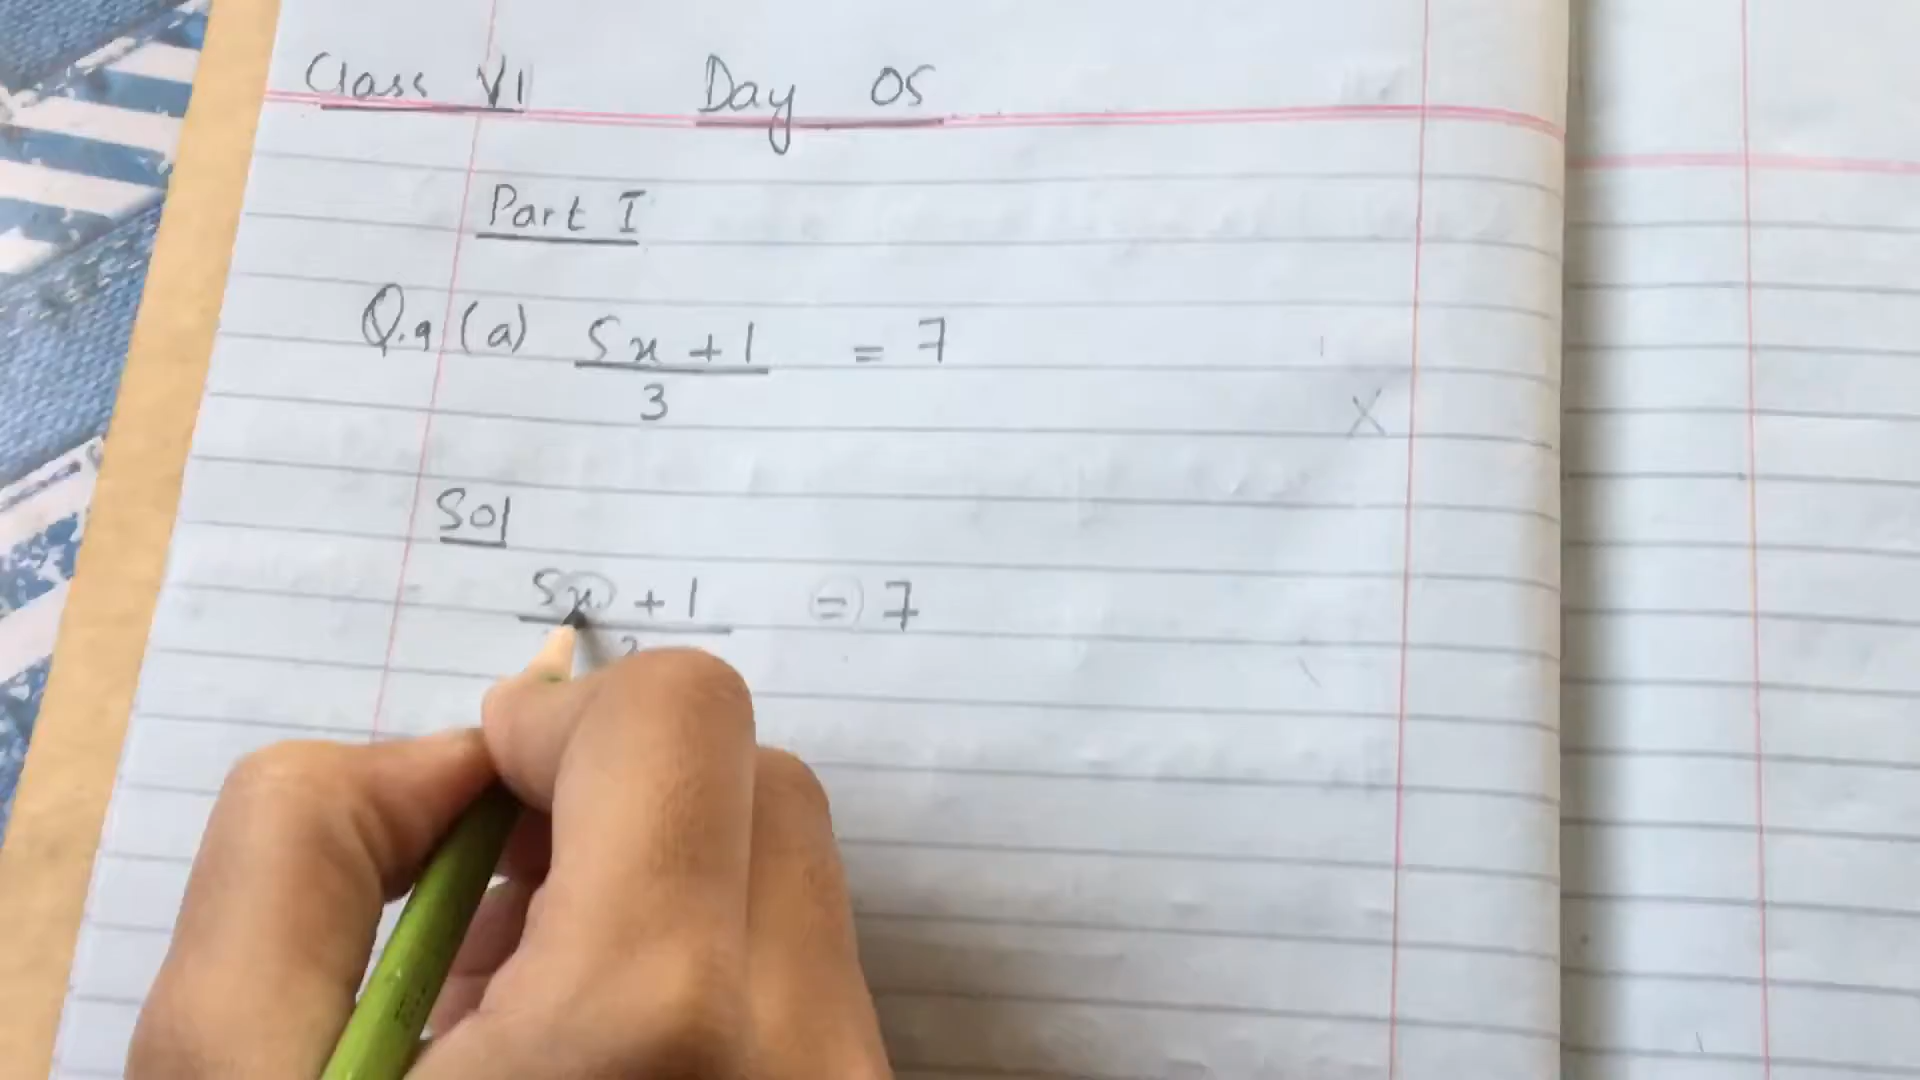 Class VI Day 05
Part I
Q.9 (a) 5x + 1 = 7
3
Sol
5x + 1 = 7